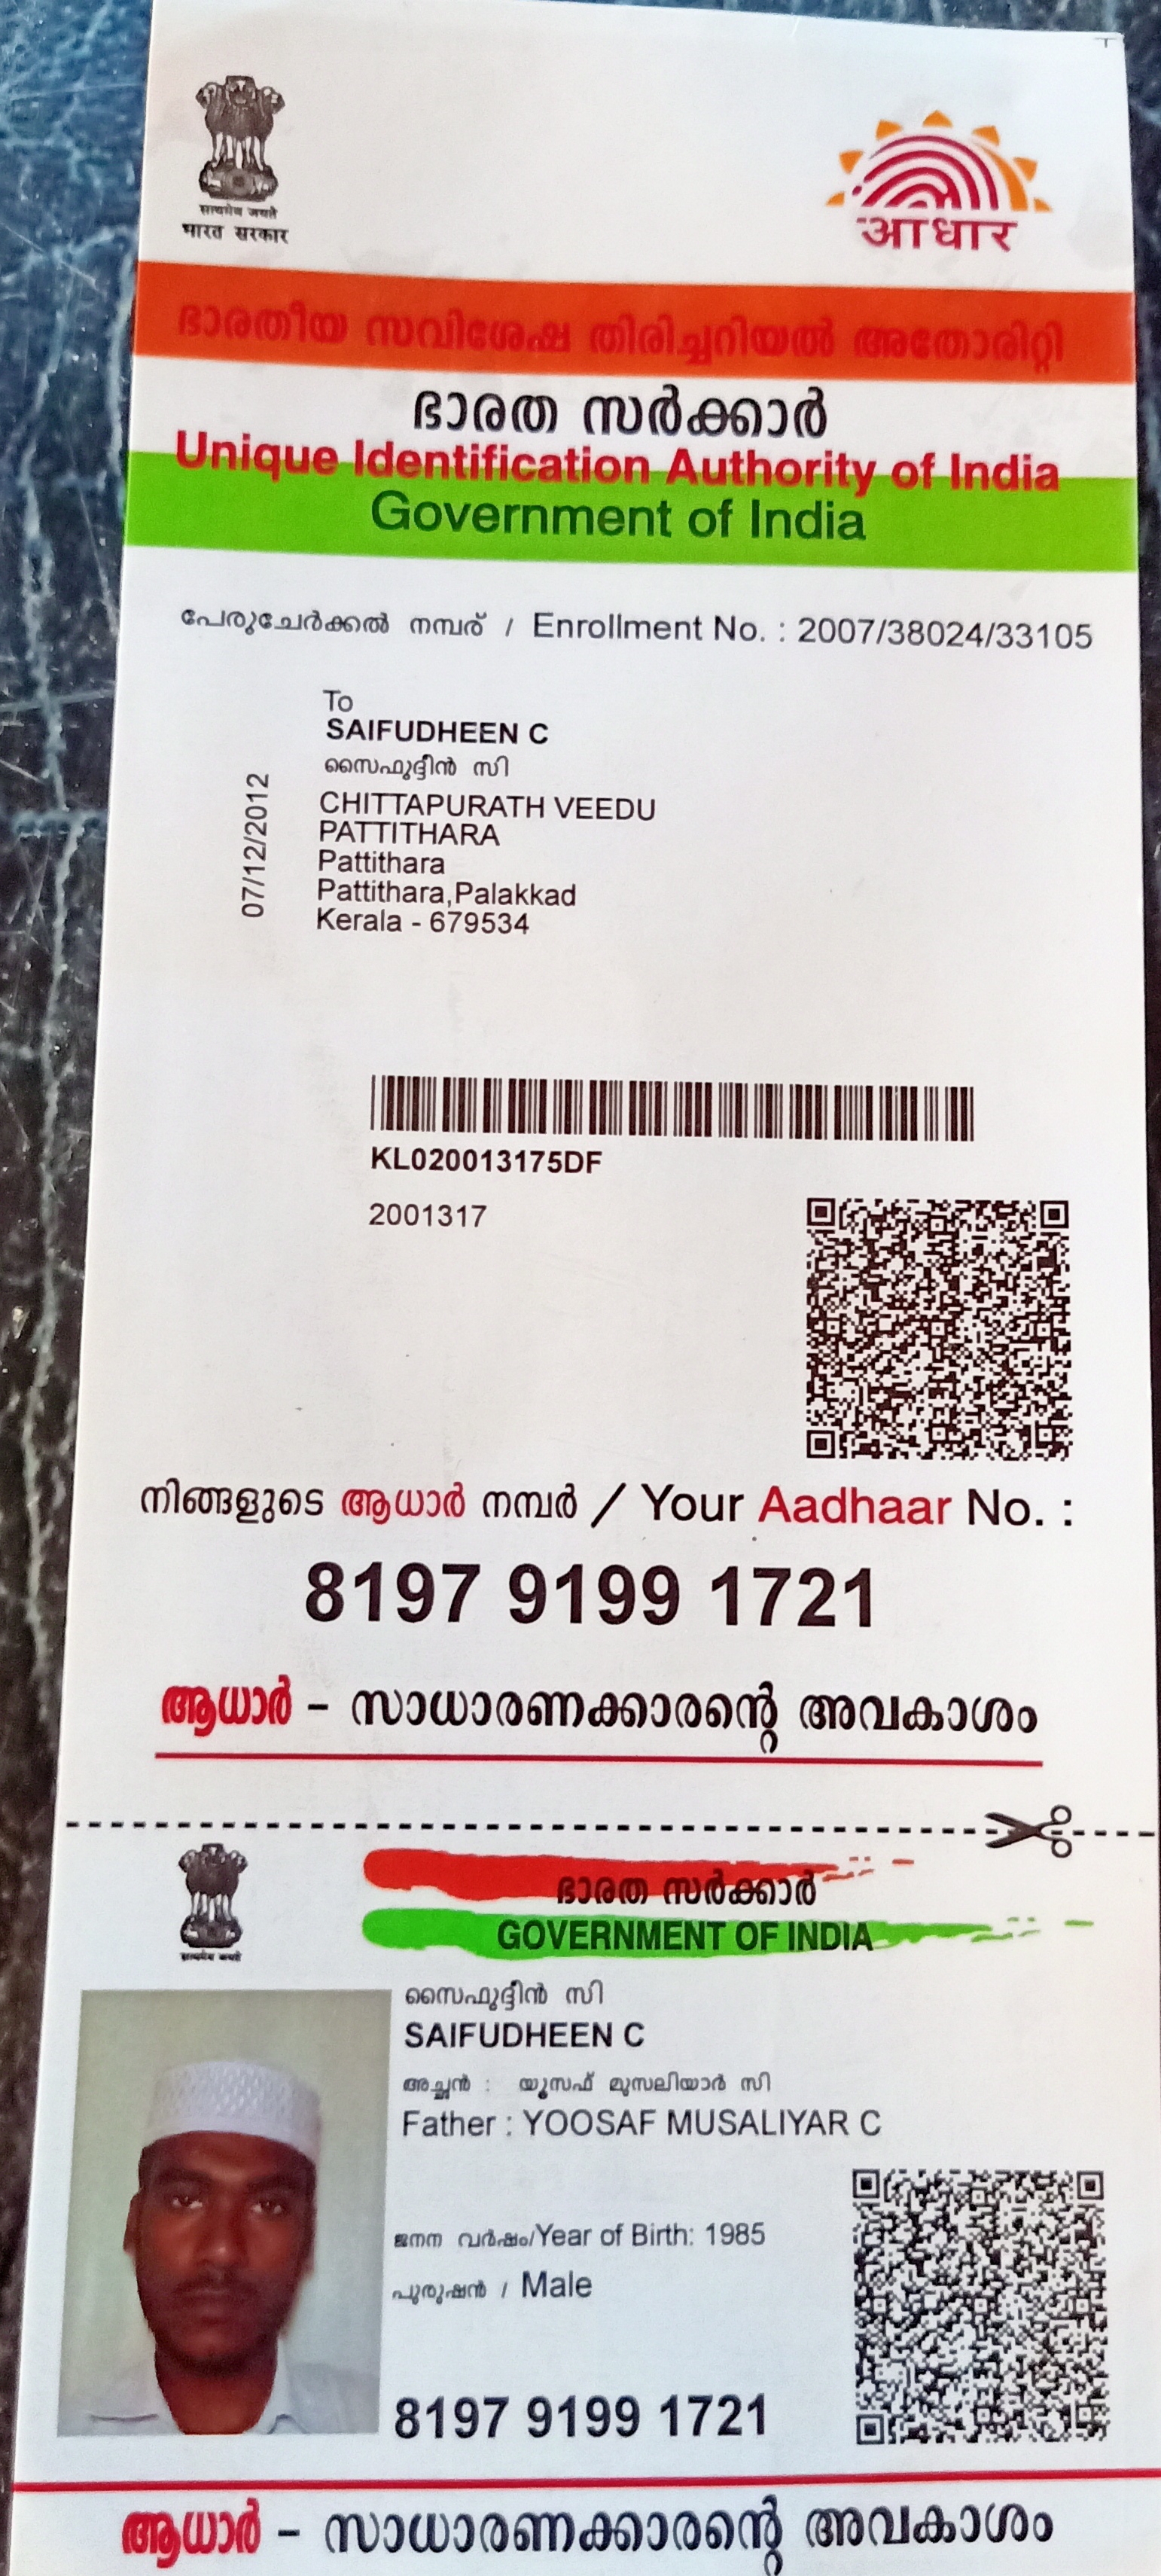 सत्यमेव जयते
भारत सरकार
आधार
ഭാരതീയ സവിശേഷ തിരിച്ചറിയൽ അതോരിറ്റി
ഭാരത സർക്കാർ
Unique Identification Authority of India
Government of India
പേരുചേർക്കൽ നമ്പര് / Enrollment No. : 2007/38024/33105
07/12/2012
To
SAIFUDHEEN C
സൈഫുദ്ദീൻ സി
CHITTAPURATH VEEDU
PATTITHARA
Pattithara
Pattithara,Palakkad
Kerala - 679534
KL020013175DF
2001317
നിങ്ങളുടെ ആധാർ നമ്പർ / Your Aadhaar No. :
8197 9199 1721
ആധാർ - സാധാരണക്കാരന്റെ അവകാശം
ഭാരത സർക്കാർ
GOVERNMENT OF INDIA
सत्यमेव जयते
സൈഫുദ്ദീൻ സി
SAIFUDHEEN C
അച്ഛൻ : യൂസഫ് മുസലിയാർ സി
Father : YOOSAF MUSALIYAR C
ജനന വർഷം/Year of Birth: 1985
പുരുഷൻ / Male
8197 9199 1721
ആധാർ - സാധാരണക്കാരന്റെ അവകാശം